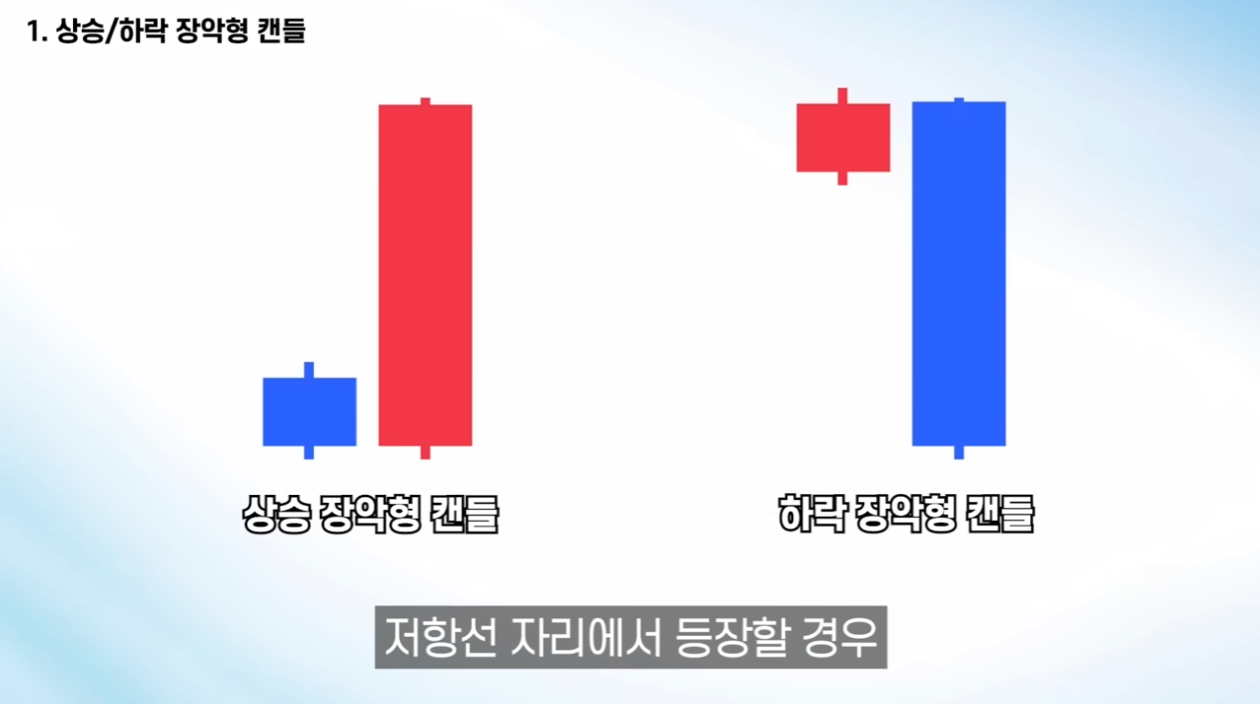 1. 상승/하락 장악형 캔들
상승 장악형 캔들
하락 장악형 캔들
저항선 자리에서 등장할 경우